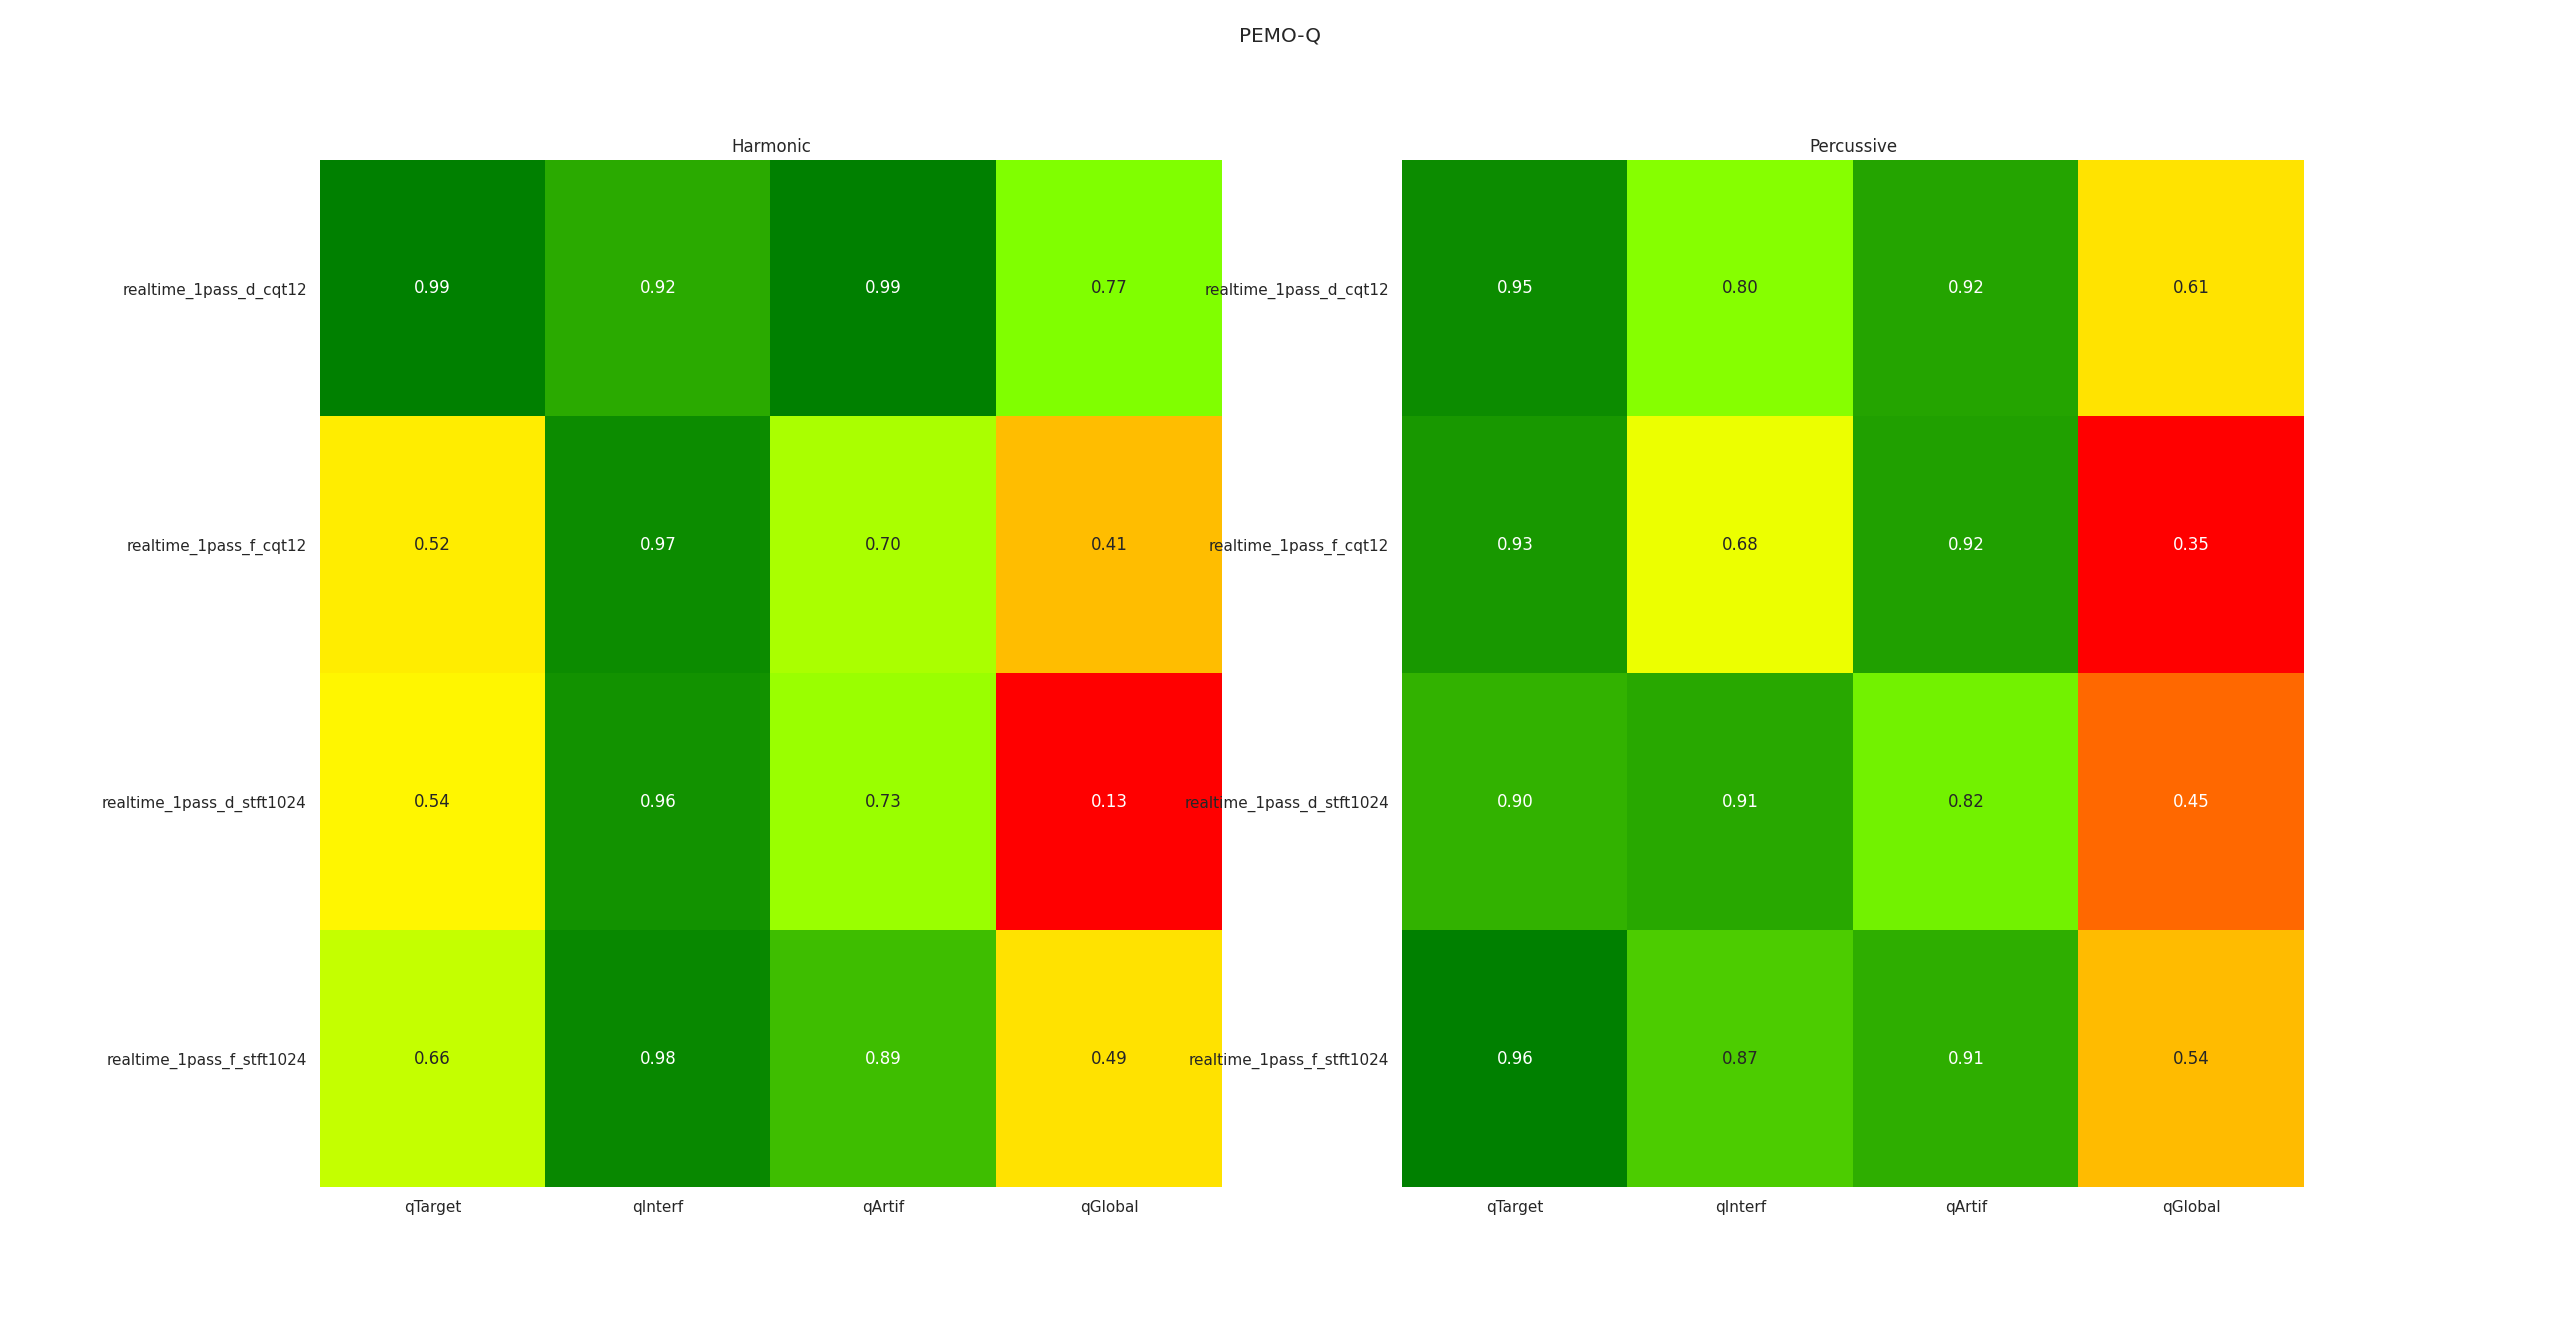 PEMO-Q
Harmonic
realtime_1pass_d_cqt12 0.99 0.92 0.99 0.77
realtime_1pass_f_cqt12 0.52 0.97 0.70 0.41
realtime_1pass_d_stft1024 0.54 0.96 0.73 0.13
realtime_1pass_f_stft1024 0.66 0.98 0.89 0.49
qTarget qInterf qArtif qGlobal
Percussive
realtime_1pass_d_cqt12 0.95 0.80 0.92 0.61
realtime_1pass_f_cqt12 0.93 0.68 0.92 0.35
realtime_1pass_d_stft1024 0.90 0.91 0.82 0.45
realtime_1pass_f_stft1024 0.96 0.87 0.91 0.54
qTarget qInterf qArtif qGlobal